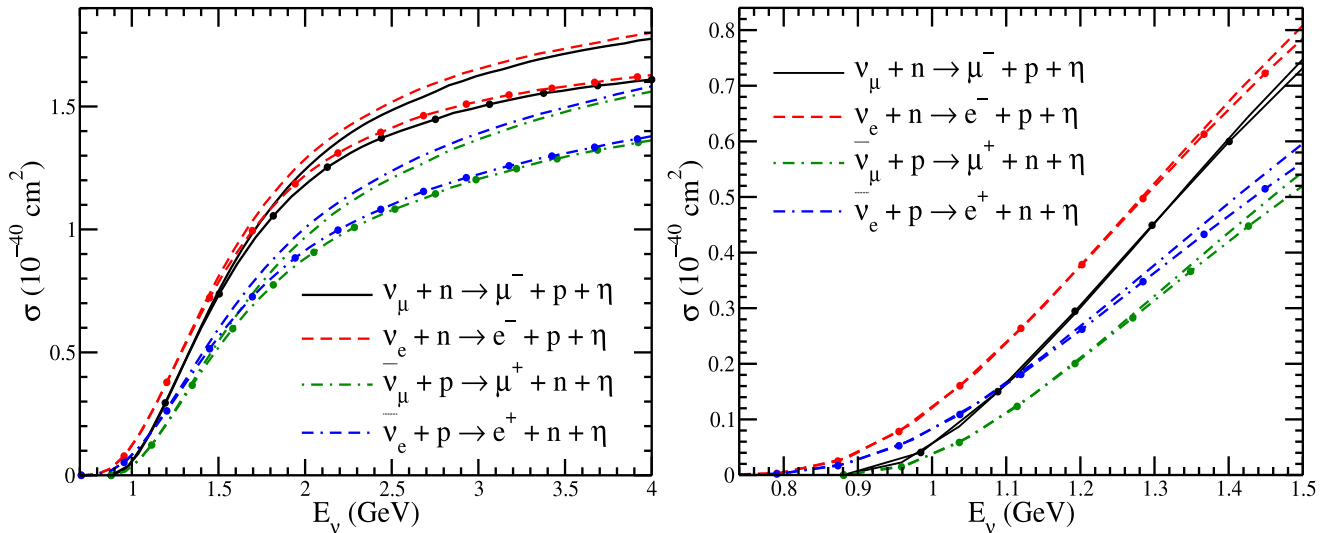 σ (10⁻⁴⁰ cm²)
1.5
1
0.5
0
ν_μ + n → μ⁻ + p + η
ν_e + n → e⁻ + p + η
ν̅_μ + p → μ⁺ + n + η
ν̅_e + p → e⁺ + n + η
1 1.5 2 2.5 3 3.5 4
E_ν (GeV)
σ (10⁻⁴⁰ cm²)
0.8
0.7
0.6
0.5
0.4
0.3
0.2
0.1
0
ν_μ + n → μ⁻ + p + η
ν_e + n → e⁻ + p + η
ν̅_μ + p → μ⁺ + n + η
ν̅_e + p → e⁺ + n + η
0.8 0.9 1 1.1 1.2 1.3 1.4 1.5
E_ν (GeV)